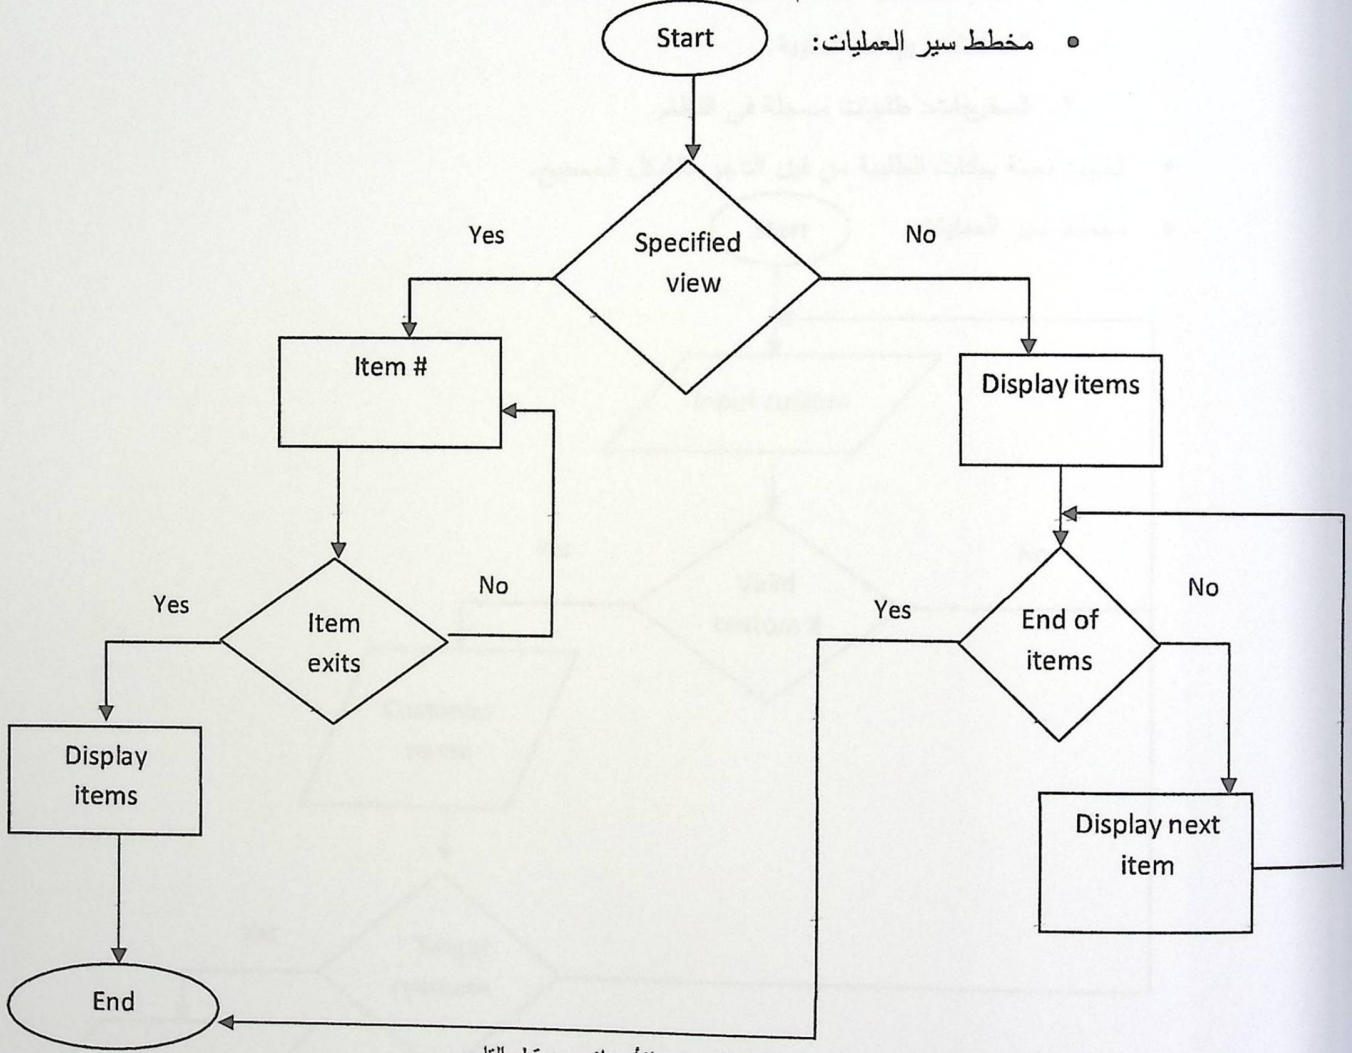 مخطط سير العمليات:
Start
Specified
view
Yes
No
Item #
Display items
Item
exits
Yes
No
End of
items
Yes
No
Display
items
Display next
item
End